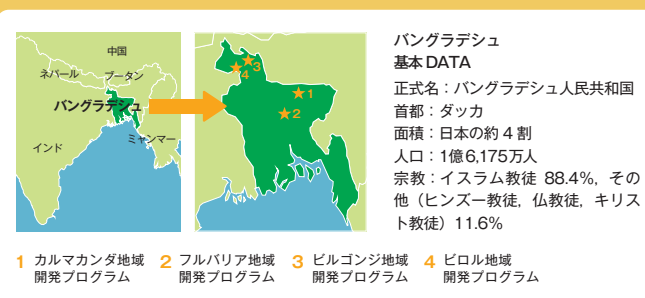 中国
ネパール
ブータン
バングラデシュ
インド
ミャンマー
3
4
1
2
バングラデシュ
基本DATA
正式名：バングラデシュ人民共和国
首都：ダッカ
面積：日本の約4割
人口：1億6,175万人
宗教：イスラム教徒 88.4%，その
他（ヒンズー教徒，仏教徒，キリス
ト教徒）11.6%
1 カルマカンダ地域
開発プログラム
2 フルバリア地域
開発プログラム
3 ビルゴンジ地域
開発プログラム
4 ビロル地域
開発プログラム